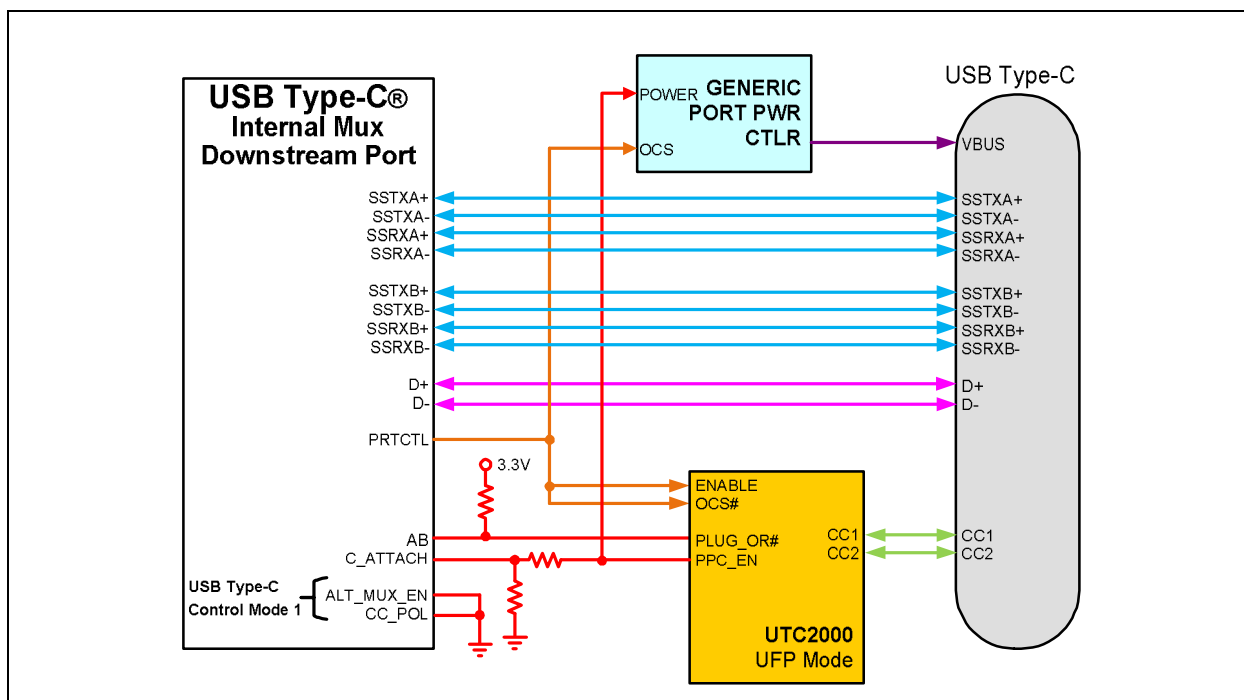 USB Type-C®
Internal Mux
Downstream Port
SSTXA+
SSTXA-
SSRXA+
SSRXA-
SSTXB+
SSTXB-
SSRXB+
SSRXB-
D+
D-
PRTCTL
AB
C_ATTACH
ALT_MUX_EN
CC_POL
USB Type-C
Control Mode 1
3.3V
GENERIC
PORT PWR
CTLR
POWER
OCS
ENABLE
OCS#
PLUG_OR#
PPC_EN
CC1
CC2
UTC2000
UFP Mode
USB Type-C
VBUS
SSTXA+
SSTXA-
SSRXA+
SSRXA-
SSTXB+
SSTXB-
SSRXB+
SSRXB-
D+
D-
CC1
CC2